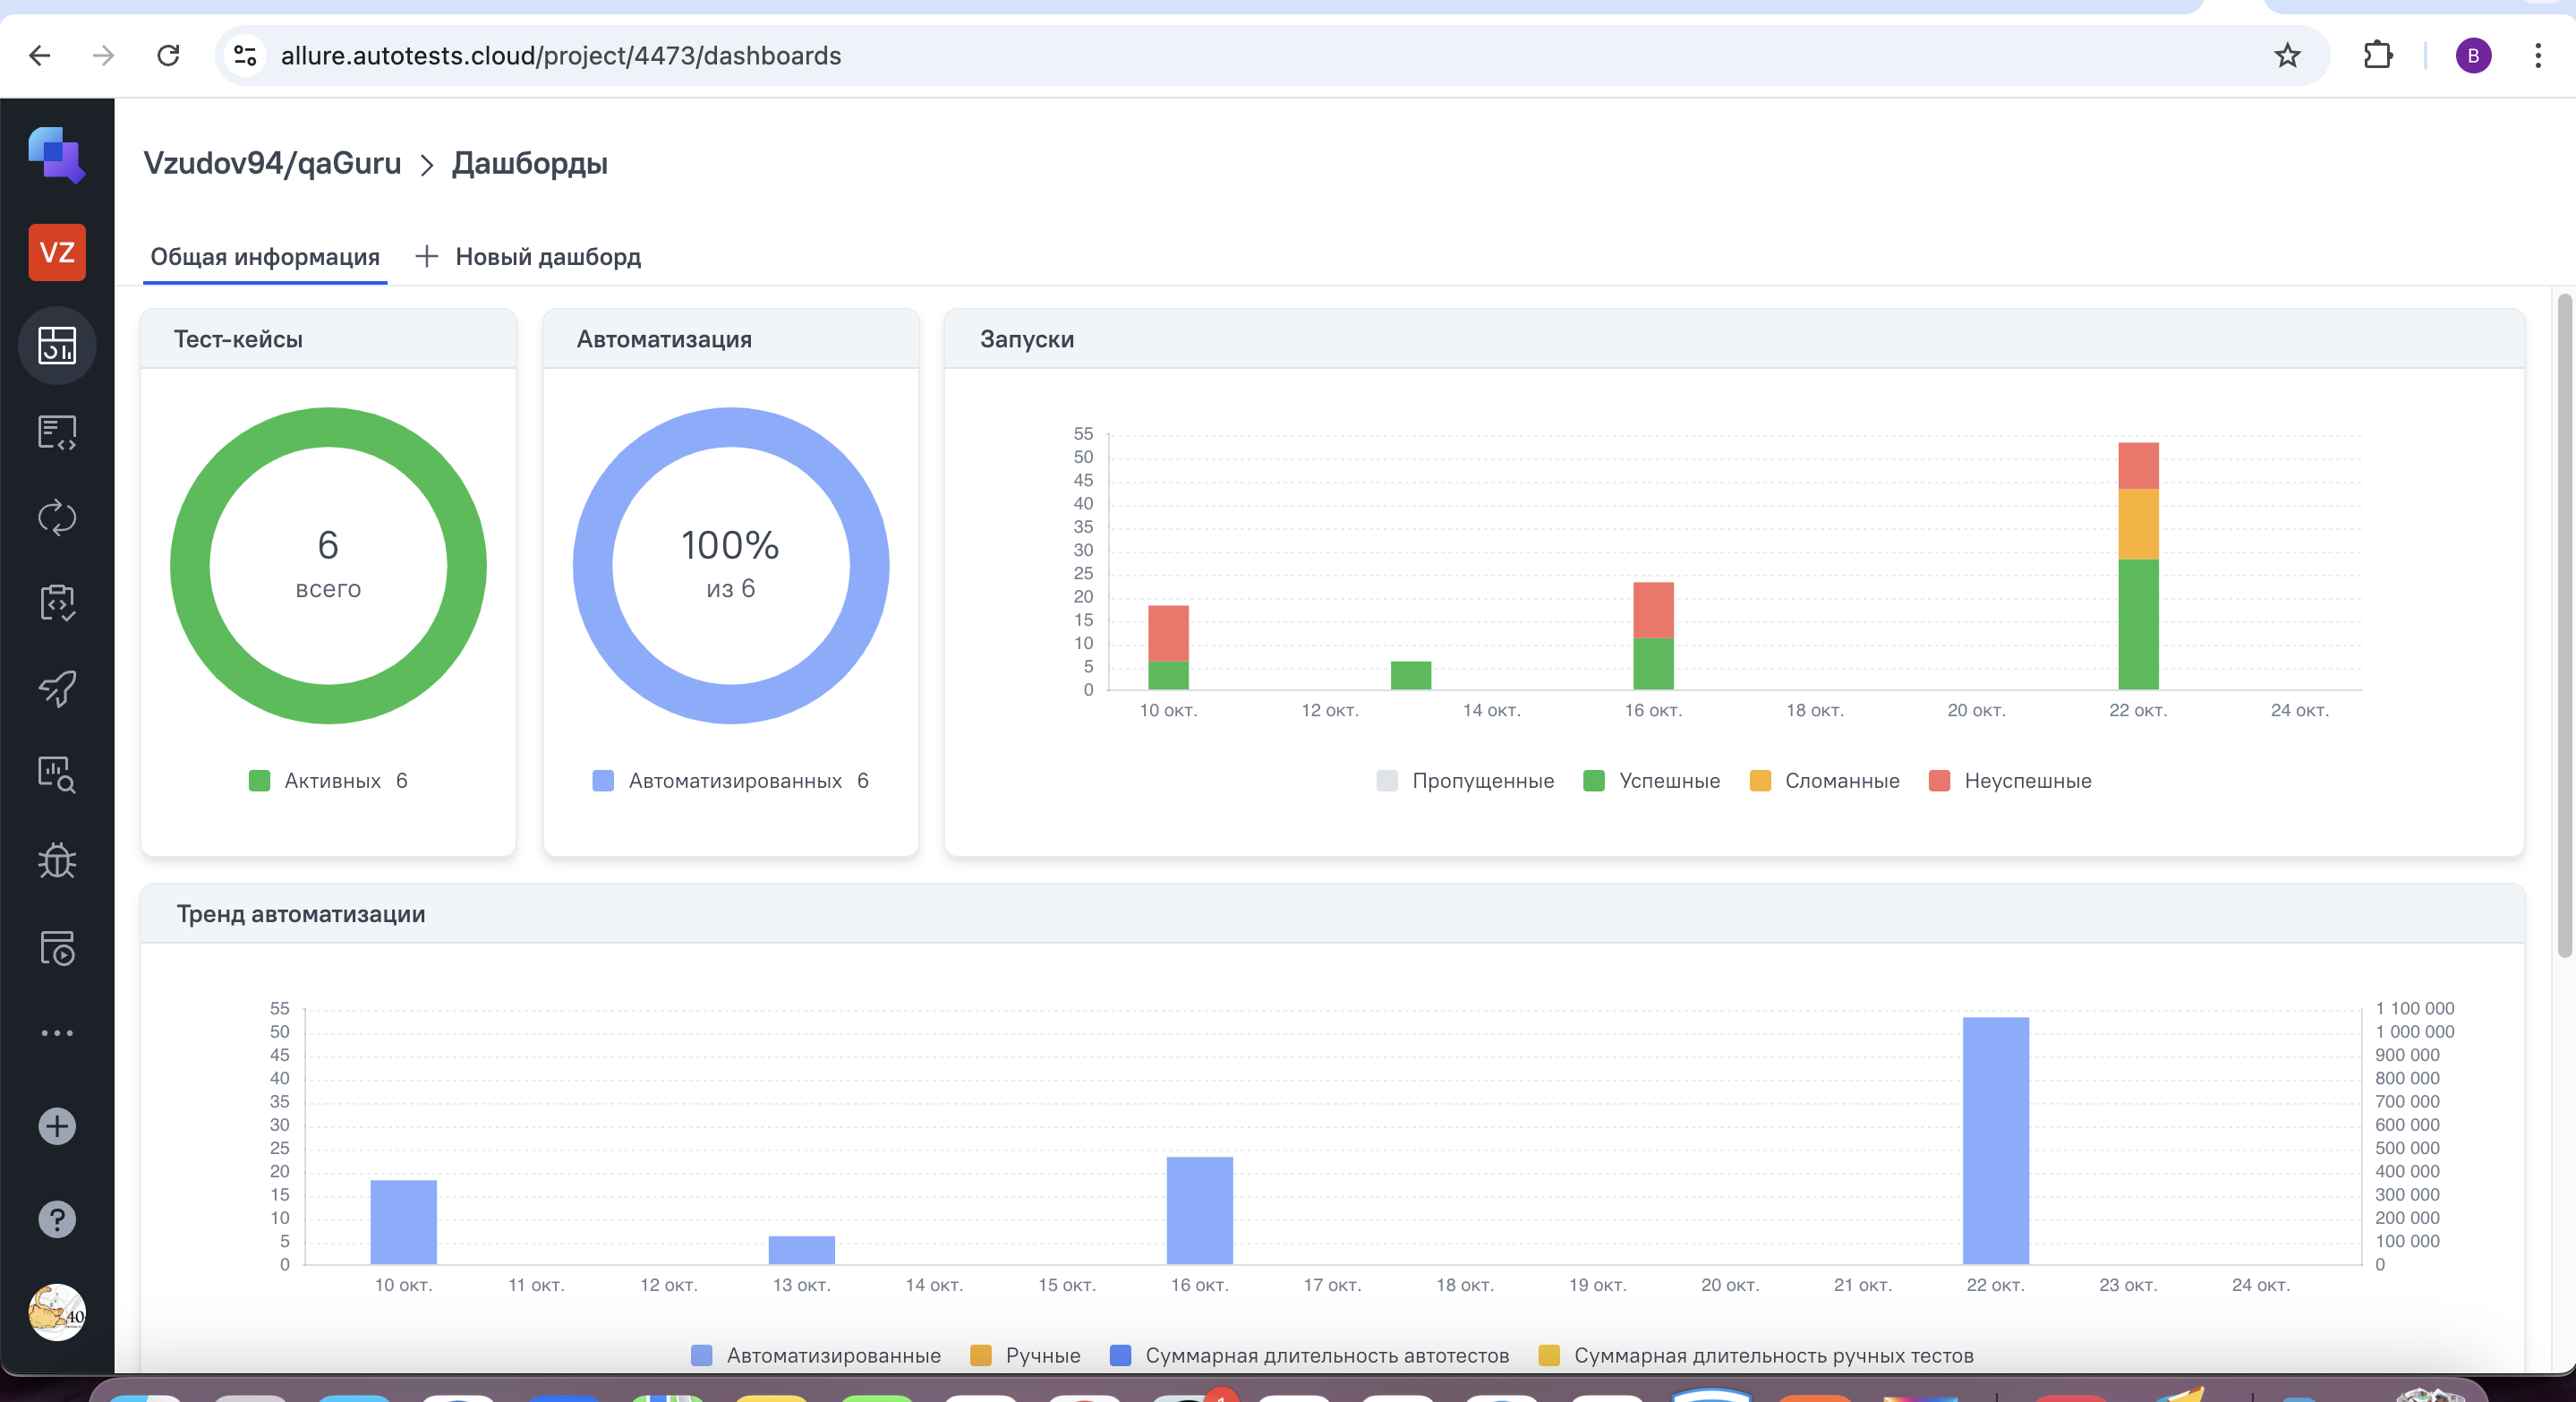 allure.autotests.cloud/project/4473/dashboards
B
Vzudov94/qaGuru > Дашборды
VZ
Общая информация + Новый дашборд
Тест-кейсы
6
всего
Активных 6
Автоматизация
100%
из 6
Автоматизированных 6
Запуски
55
50
45
40
35
30
25
20
15
10
5
0
10 окт. 12 окт. 14 окт. 16 окт. 18 окт. 20 окт. 22 окт. 24 окт.
Пропущенные Успешные Сломанные Неуспешные
Тренд автоматизации
55 1 100 000
50 1 000 000
45 900 000
40 800 000
35 700 000
30 600 000
25 500 000
20 400 000
15 300 000
10 200 000
5 100 000
0 0
10 окт. 11 окт. 12 окт. 13 окт. 14 окт. 15 окт. 16 окт. 17 окт. 18 окт. 19 окт. 20 окт. 21 окт. 22 окт. 23 окт. 24 окт.
Автоматизированные Ручные Суммарная длительность автотестов Суммарная длительность ручных тестов
40